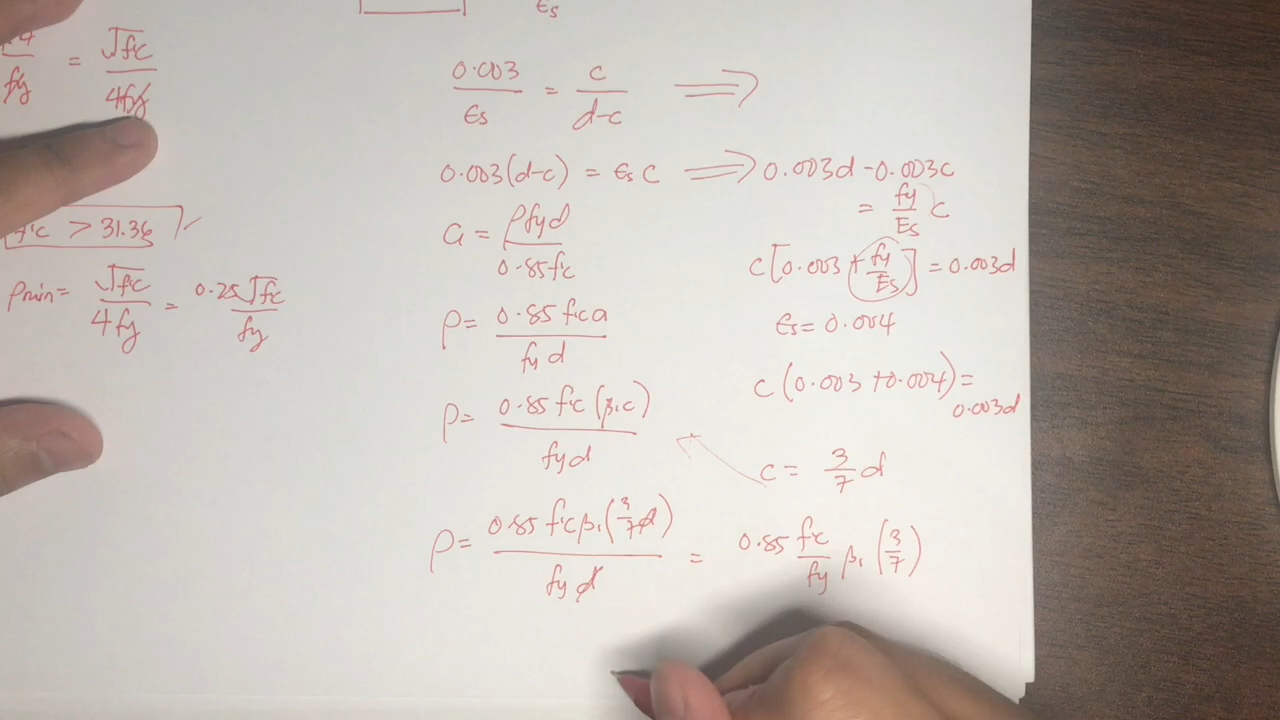 ϵs
fy = √f'c / 4fy
f'c > 31.36
ρmin = √f'c / 4fy = 0.25√f'c / fy
0.003 / ϵs = c / d-c ⟹
0.003(d-c) = ϵs c ⟹ 0.003d - 0.003c
= fy / Es c
a = ρfyd / 0.85f'c
c[0.003 + fy / Es] = 0.003d
ρ = 0.85 f'c a / fy d
ϵs = 0.004
c(0.003 + 0.004) =
0.003d
ρ = 0.85 f'c (β1c) / fy d
c = 3/7 d
ρ = 0.85 f'c β1 (3/7 d) / fy d = 0.85 f'c / fy β1 (3/7)